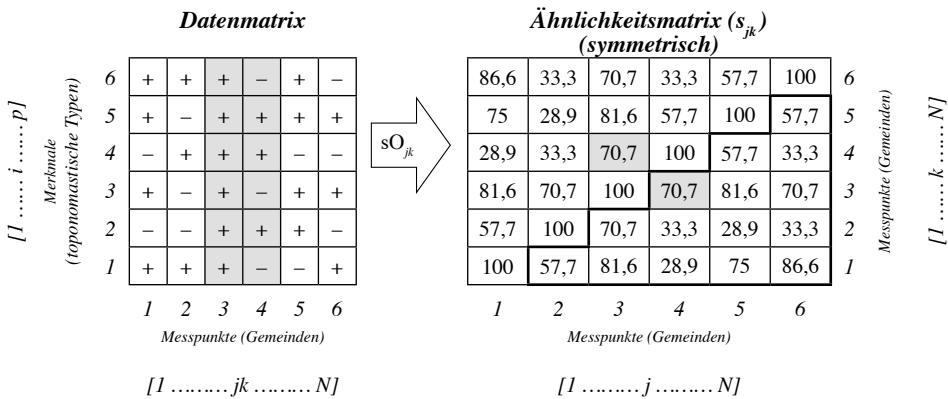 Datenmatrix
Ähnlichkeitsmatrix (s_jk)
(symmetrisch)
6 + + + – + –
5 + – + + + +
4 – + + + – –
3 + – + – + +
2 – – + + + –
1 + + + – – +
1 2 3 4 5 6
Messpunkte (Gemeinden)
[1 ……… jk ……… N]
[1 ……i ……p]
Merkmale
(toponomastische Typen)
sO_jk
86,6 33,3 70,7 33,3 57,7 100 6
75 28,9 81,6 57,7 100 57,7 5
28,9 33,3 70,7 100 57,7 33,3 4
81,6 70,7 100 70,7 81,6 70,7 3
57,7 100 70,7 33,3 28,9 33,3 2
100 57,7 81,6 28,9 75 86,6 1
1 2 3 4 5 6
Messpunkte (Gemeinden)
[1 ……… j ……… N]
Messpunkte (Gemeinden)
[1 ……k ……N]